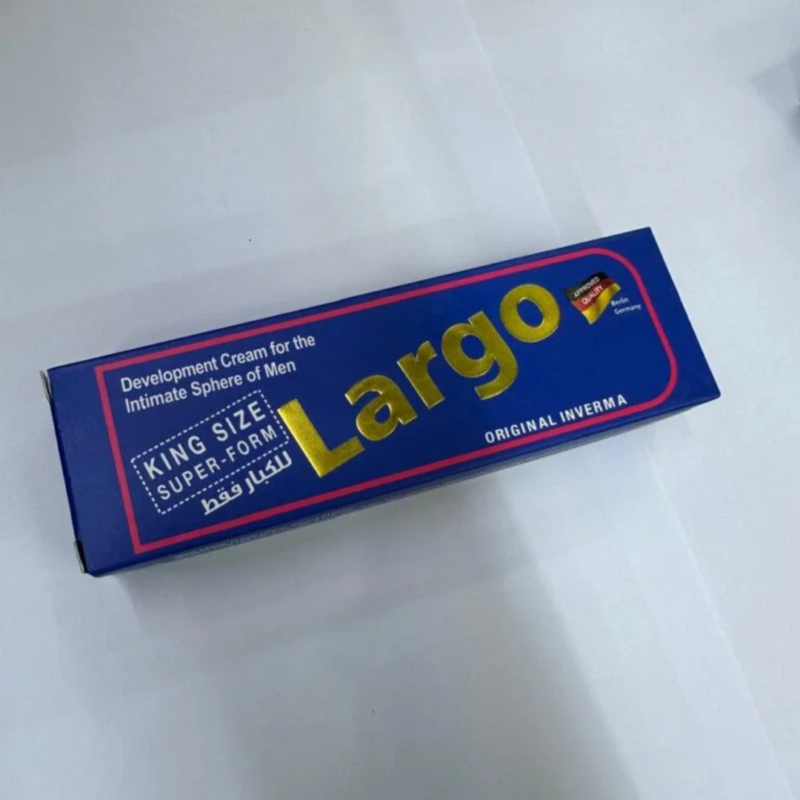 Development Cream for the
Intimate Sphere of Men
KING SIZE
SUPER-FORM
للكبار فقط
Largo
APPROVED
QUALITY
Berlin
Germany
ORIGINAL INVERMA